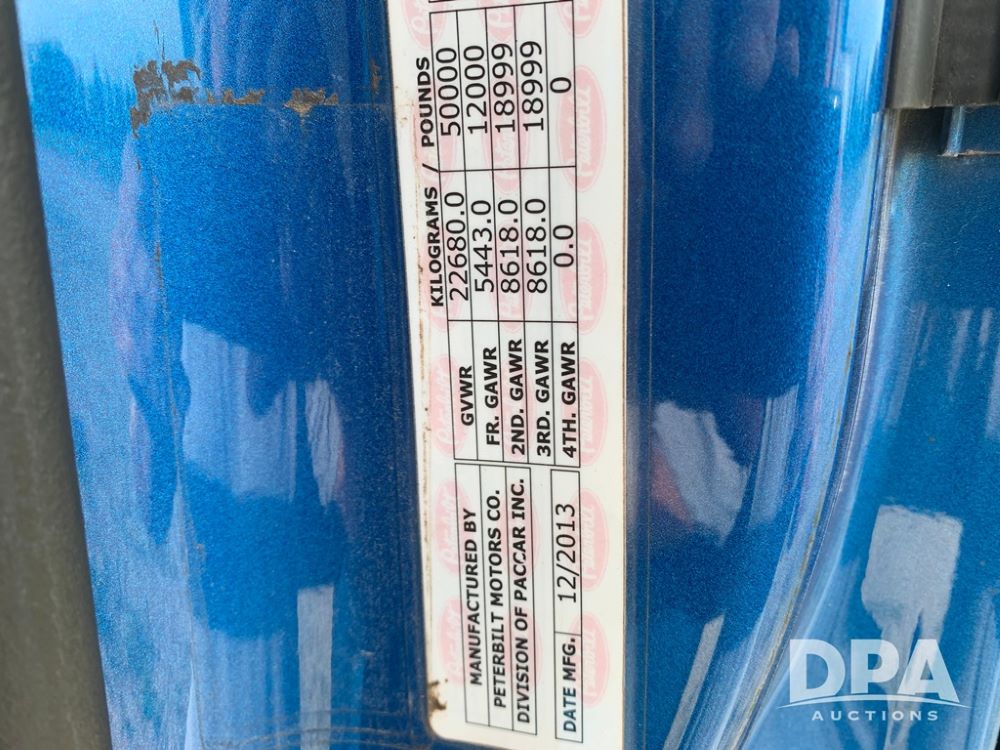 KILOGRAMS / POUNDS
MANUFACTURED BY
PETERBILT MOTORS CO.
DIVISION OF PACCAR INC.
DATE MFG. 12/2013
GVWR 22680.0 50000
FR. GAWR 5443.0 12000
2ND. GAWR 8618.0 18999
3RD. GAWR 8618.0 18999
4TH. GAWR 0.0 0
DPA
AUCTIONS